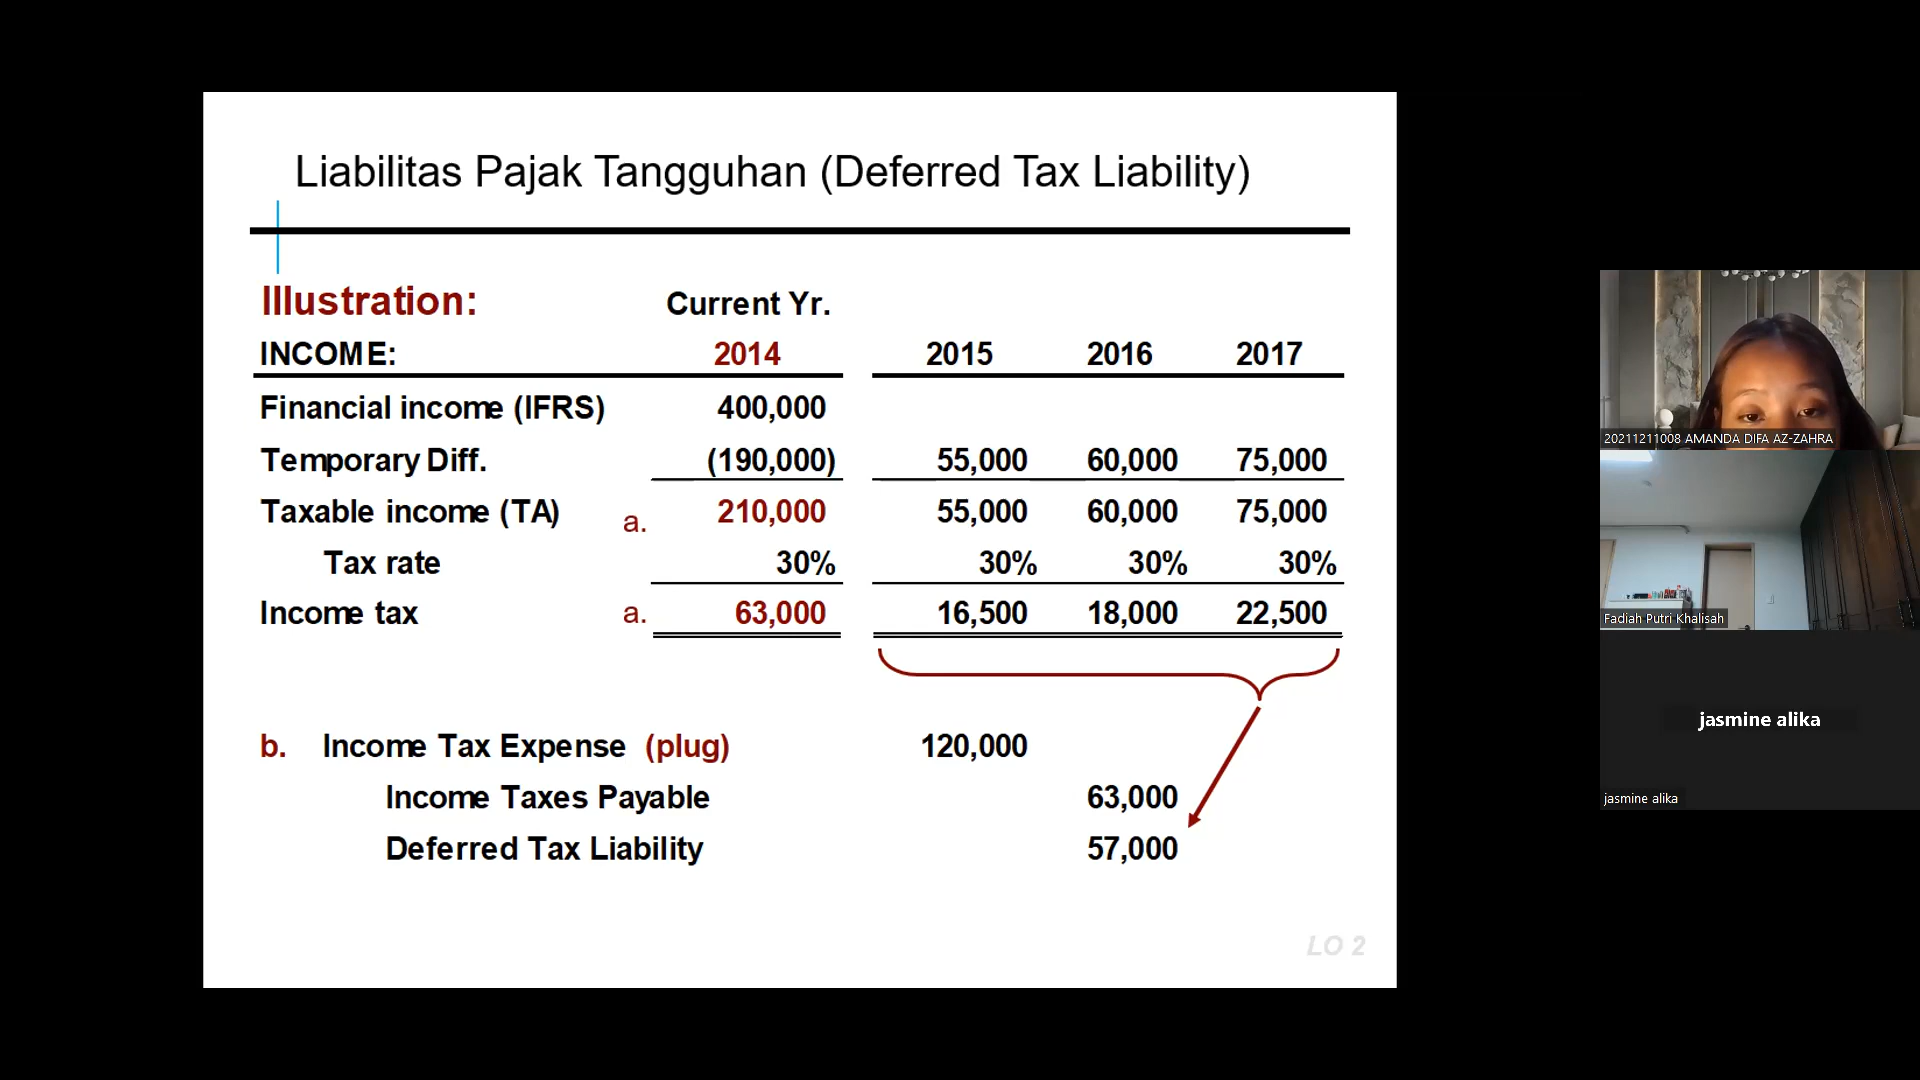 Liabilitas Pajak Tangguhan (Deferred Tax Liability)
Illustration: Current Yr.
INCOME: 2014 2015 2016 2017
Financial income (IFRS) 400,000
Temporary Diff. (190,000) 55,000 60,000 75,000
Taxable income (TA) a. 210,000 55,000 60,000 75,000
Tax rate 30% 30% 30% 30%
Income tax a. 63,000 16,500 18,000 22,500
b. Income Tax Expense (plug) 120,000
Income Taxes Payable 63,000
Deferred Tax Liability 57,000
LO 2
20211211008 AMANDA DIFA AZ-ZAHRA
Fadiah Putri Khalisah
jasmine alika
jasmine alika